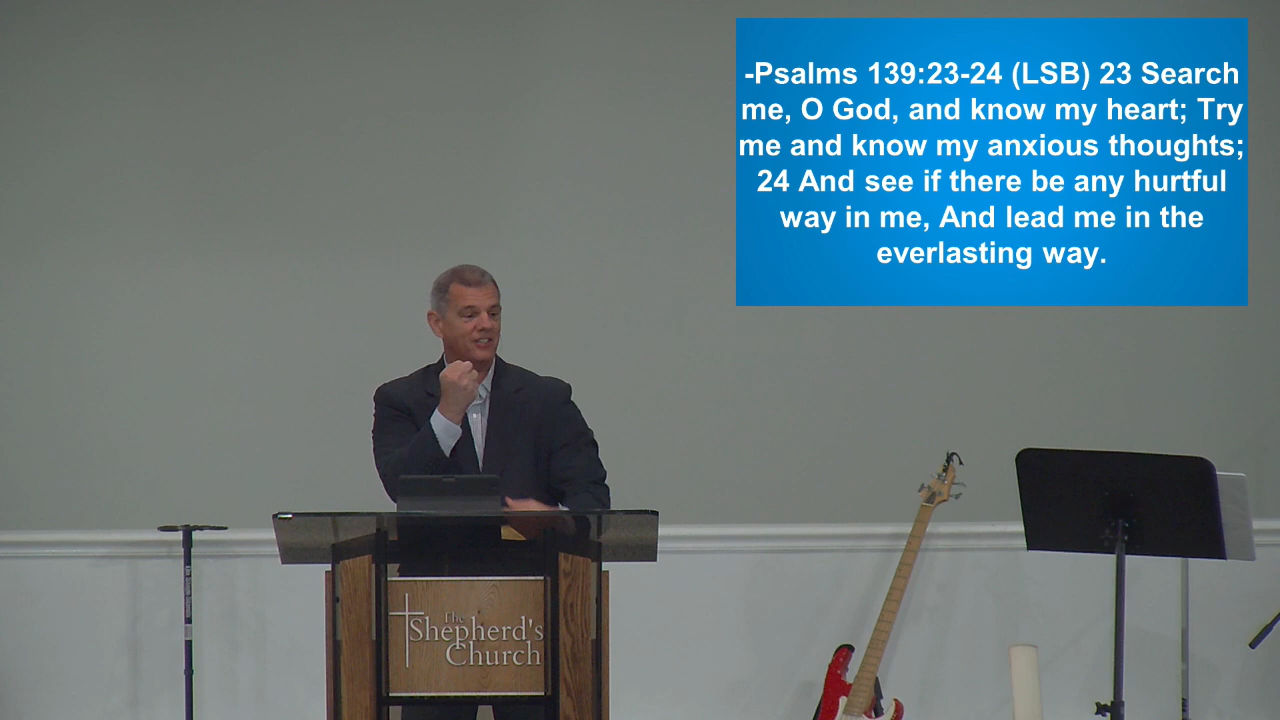 -Psalms 139:23-24 (LSB) 23 Search
me, O God, and know my heart; Try
me and know my anxious thoughts;
24 And see if there be any hurtful
way in me, And lead me in the
everlasting way.
The
Shepherd's
Church